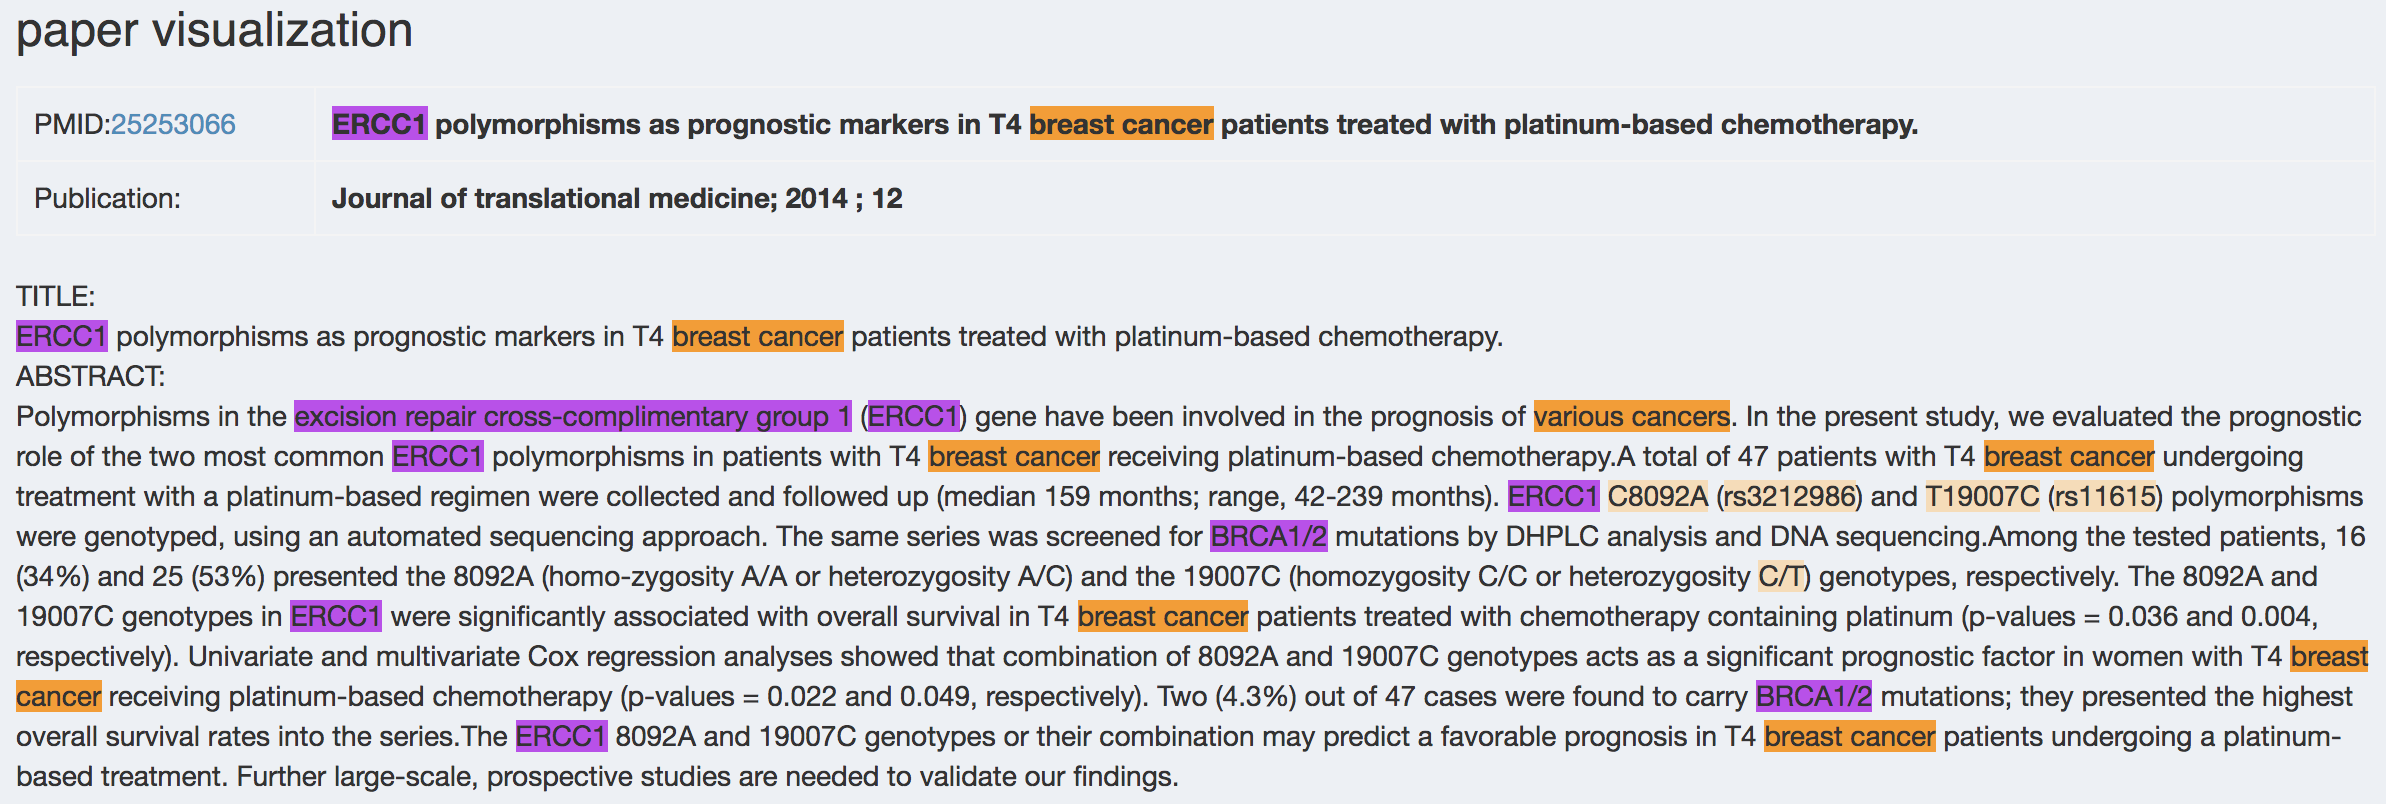 paper visualization
PMID:25253066
ERCC1 polymorphisms as prognostic markers in T4 breast cancer patients treated with platinum-based chemotherapy.
Publication:
Journal of translational medicine; 2014 ; 12
TITLE:
ERCC1 polymorphisms as prognostic markers in T4 breast cancer patients treated with platinum-based chemotherapy.
ABSTRACT:
Polymorphisms in the excision repair cross-complimentary group 1 (ERCC1) gene have been involved in the prognosis of various cancers. In the present study, we evaluated the prognostic
role of the two most common ERCC1 polymorphisms in patients with T4 breast cancer receiving platinum-based chemotherapy.A total of 47 patients with T4 breast cancer undergoing
treatment with a platinum-based regimen were collected and followed up (median 159 months; range, 42-239 months). ERCC1 C8092A (rs3212986) and T19007C (rs11615) polymorphisms
were genotyped, using an automated sequencing approach. The same series was screened for BRCA1/2 mutations by DHPLC analysis and DNA sequencing.Among the tested patients, 16
(34%) and 25 (53%) presented the 8092A (homo-zygosity A/A or heterozygosity A/C) and the 19007C (homozygosity C/C or heterozygosity C/T) genotypes, respectively. The 8092A and
19007C genotypes in ERCC1 were significantly associated with overall survival in T4 breast cancer patients treated with chemotherapy containing platinum (p-values = 0.036 and 0.004,
respectively). Univariate and multivariate Cox regression analyses showed that combination of 8092A and 19007C genotypes acts as a significant prognostic factor in women with T4 breast
cancer receiving platinum-based chemotherapy (p-values = 0.022 and 0.049, respectively). Two (4.3%) out of 47 cases were found to carry BRCA1/2 mutations; they presented the highest
overall survival rates into the series.The ERCC1 8092A and 19007C genotypes or their combination may predict a favorable prognosis in T4 breast cancer patients undergoing a platinum-
based treatment. Further large-scale, prospective studies are needed to validate our findings.